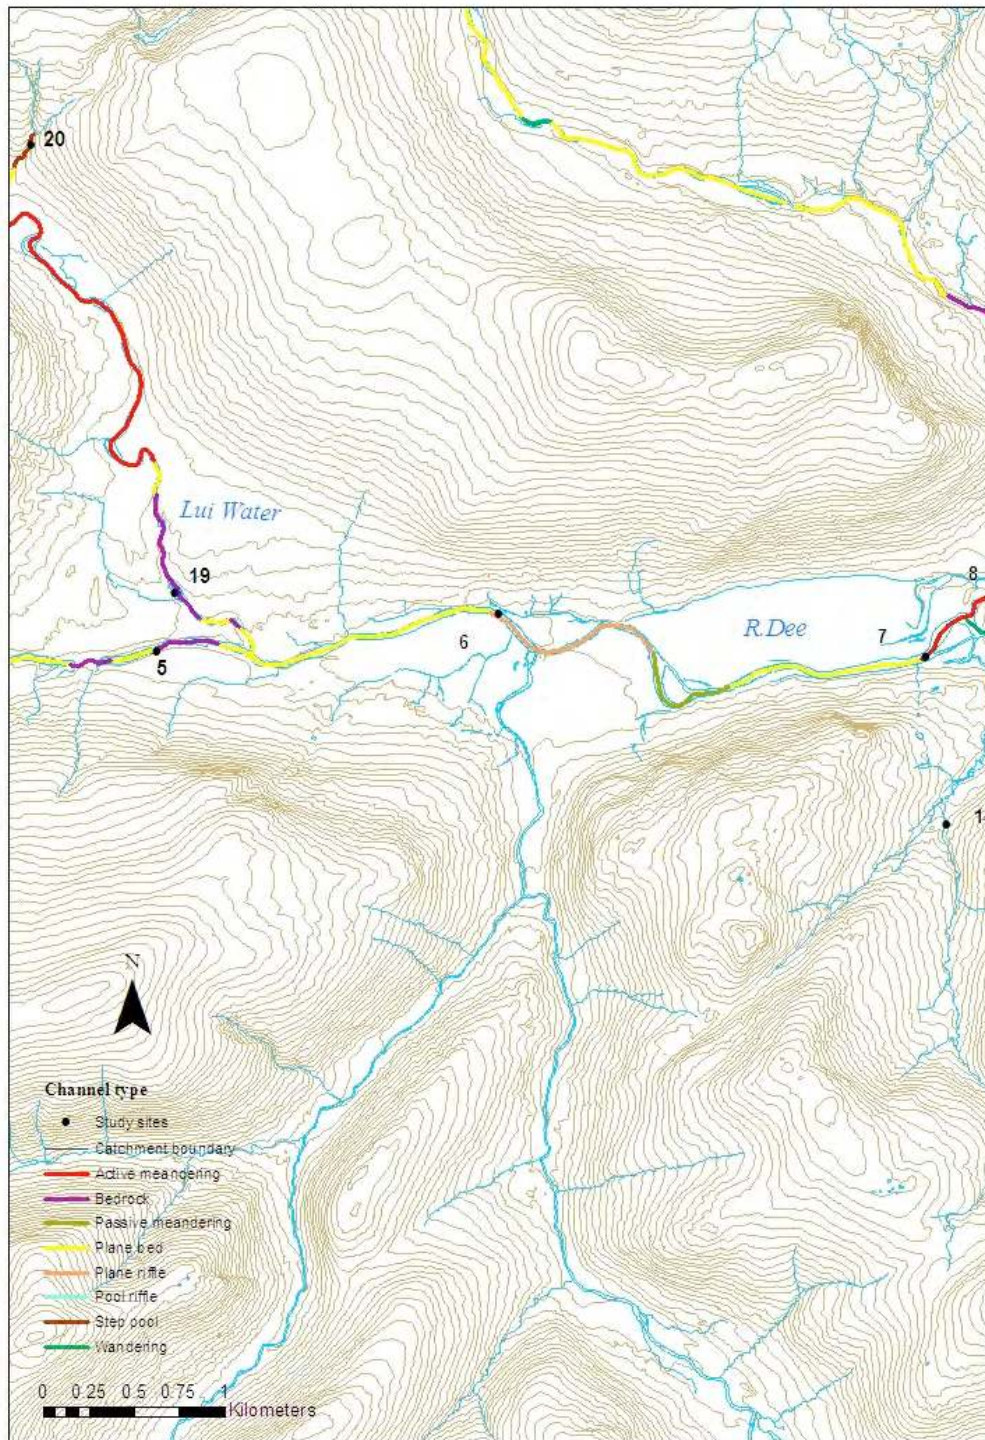 20
Lui Water
19
8
R.Dee
7
6
5
N
Channel type
Study sites
Catchment boundary
Active meandering
Bedrock
Passive meandering
Plane bed
Plane riffle
Pool riffle
Step pool
Wandering
0 0.25 0.5 0.75 1
Kilometers